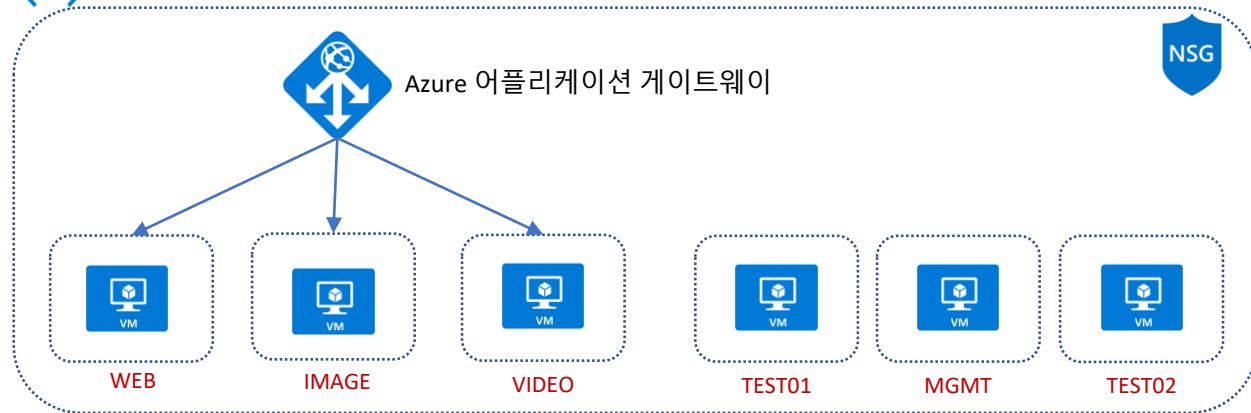 NSG
Azure 어플리케이션 게이트웨이
VM
VM
VM
VM
VM
VM
WEB
IMAGE
VIDEO
TEST01
MGMT
TEST02